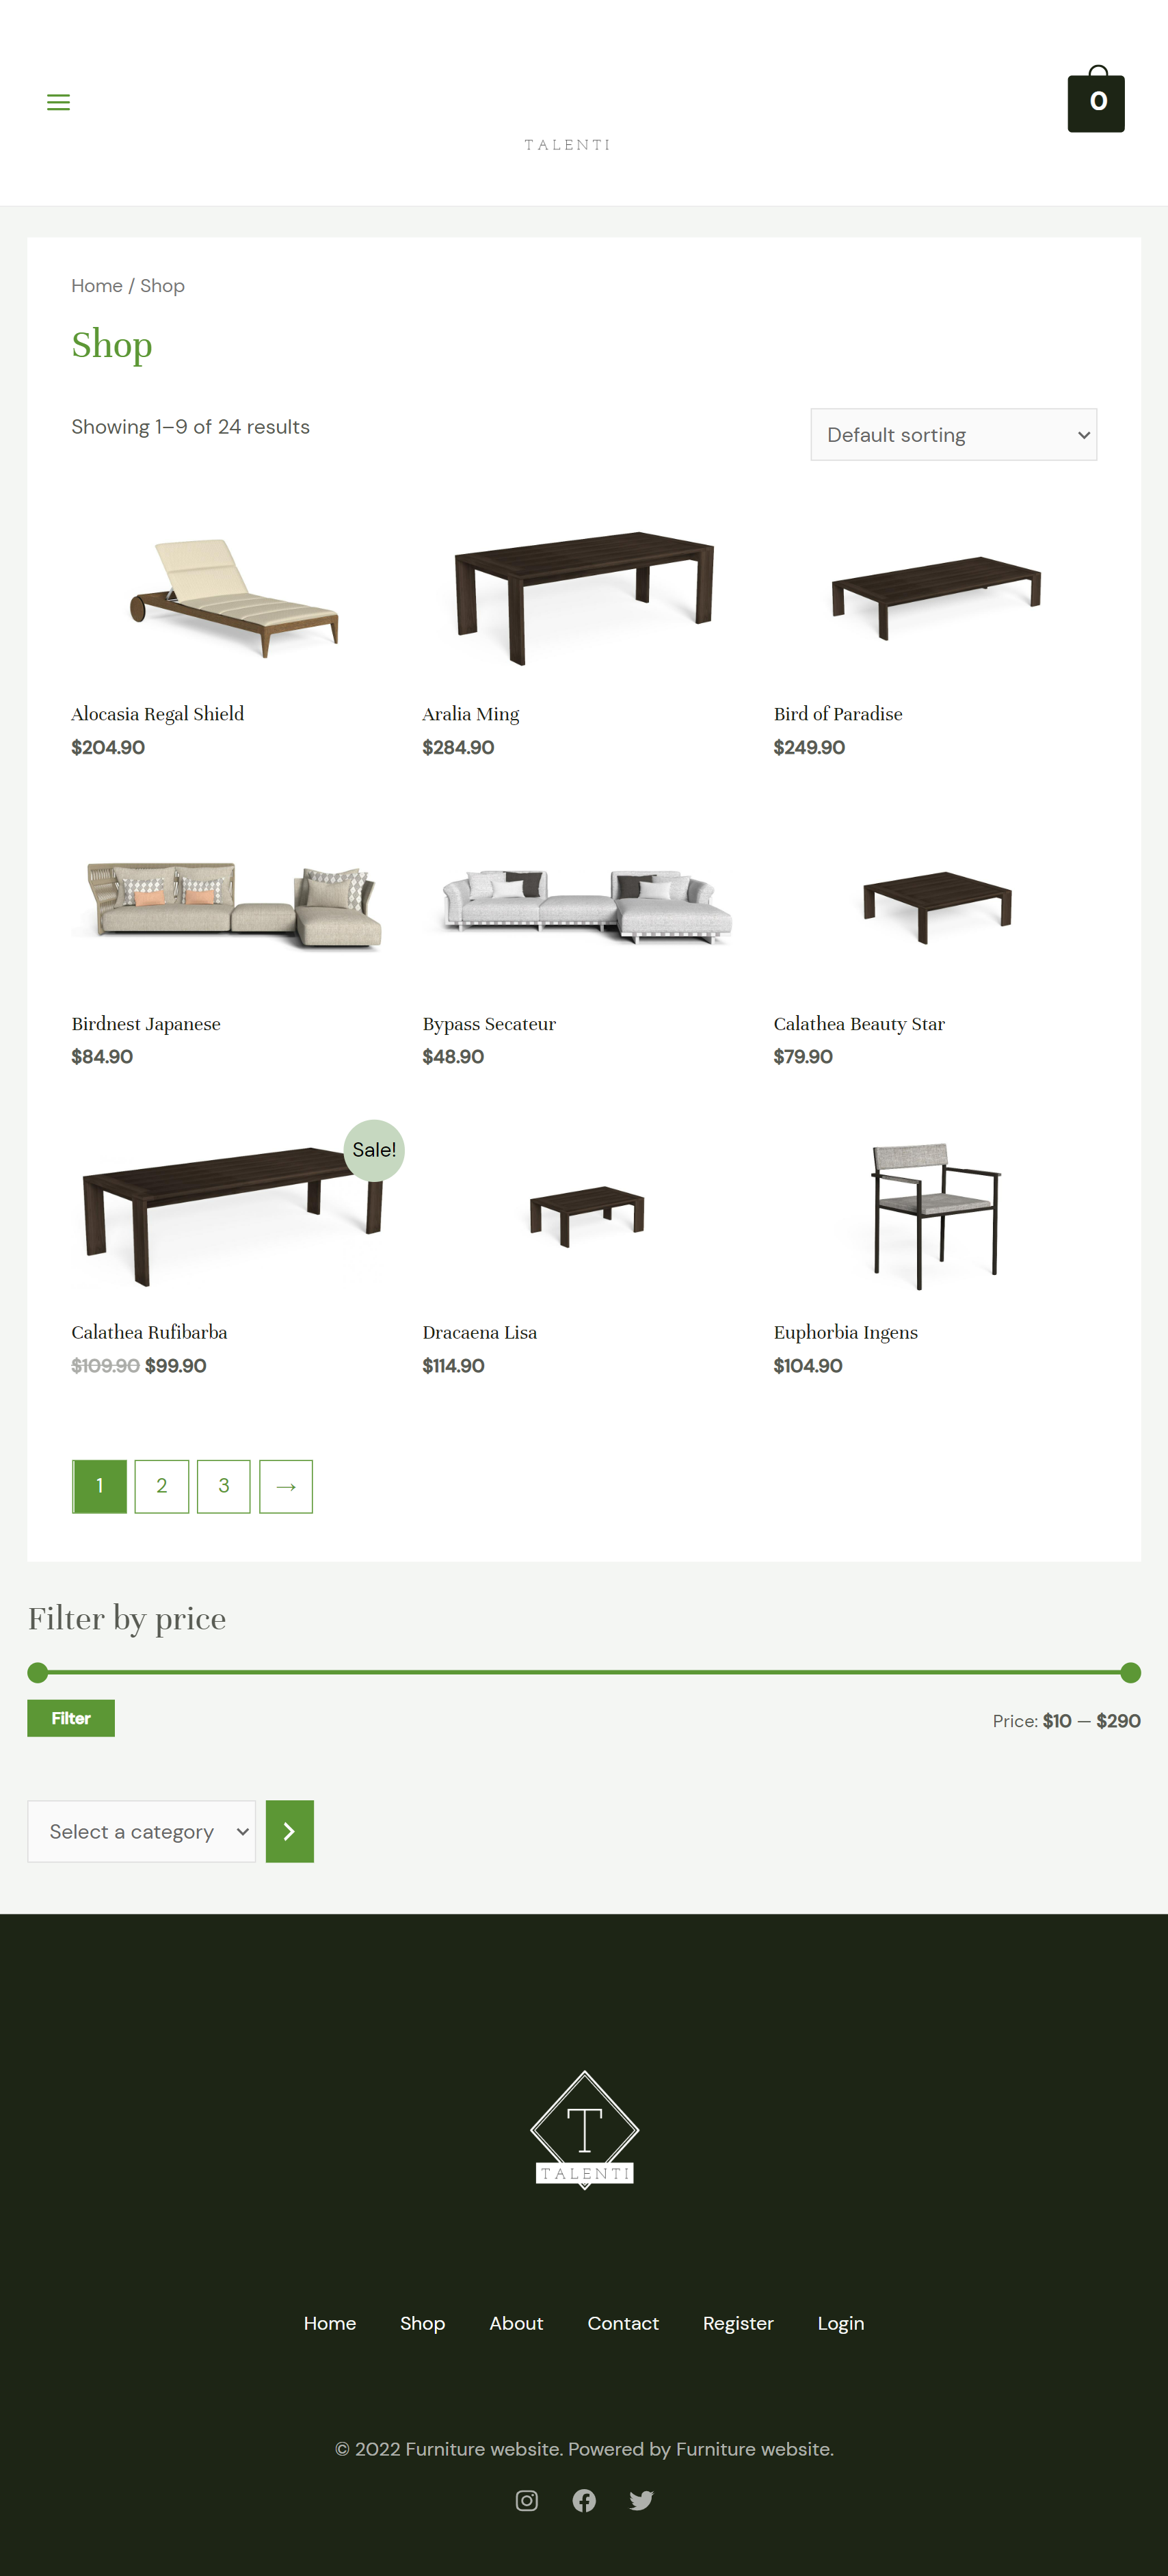 0
TALENTI
Home / Shop
Shop
Showing 1–9 of 24 results
Default sorting
Alocasia Regal Shield
$204.90
Aralia Ming
$284.90
Bird of Paradise
$249.90
Birdnest Japanese
$84.90
Bypass Secateur
$48.90
Calathea Beauty Star
$79.90
Sale!
Calathea Rufibarba
$109.90 $99.90
Dracaena Lisa
$114.90
Euphorbia Ingens
$104.90
1 2 3 →
Filter by price
Filter
Price: $10 — $290
Select a category
T
TALENTI
Home Shop About Contact Register Login
© 2022 Furniture website. Powered by Furniture website.